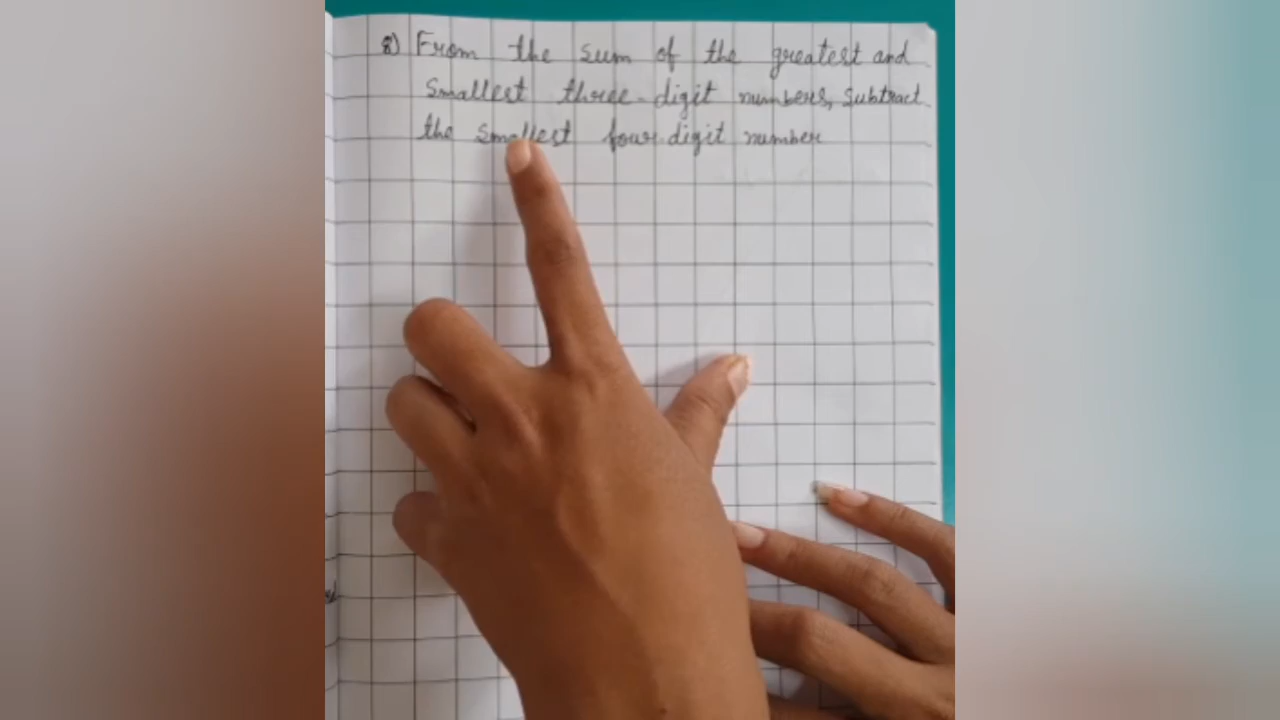 8) From the sum of the greatest and
Smallest three-digit numbers, Subtract
the Smallest four-digit number